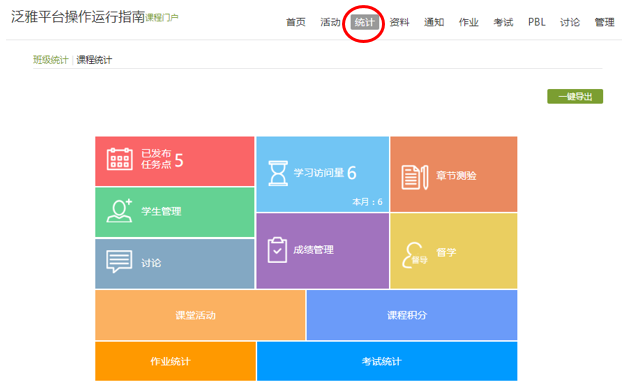 泛雅平台操作运行指南课程门户
首页 活动 统计 资料 通知 作业 考试 PBL 讨论 管理
班级统计 | 课程统计
一键导出
已发布
任务点 5
学习访问量 6
本月：6
章节测验
学生管理
成绩管理
督导
督学
讨论
课堂活动
课程积分
作业统计
考试统计